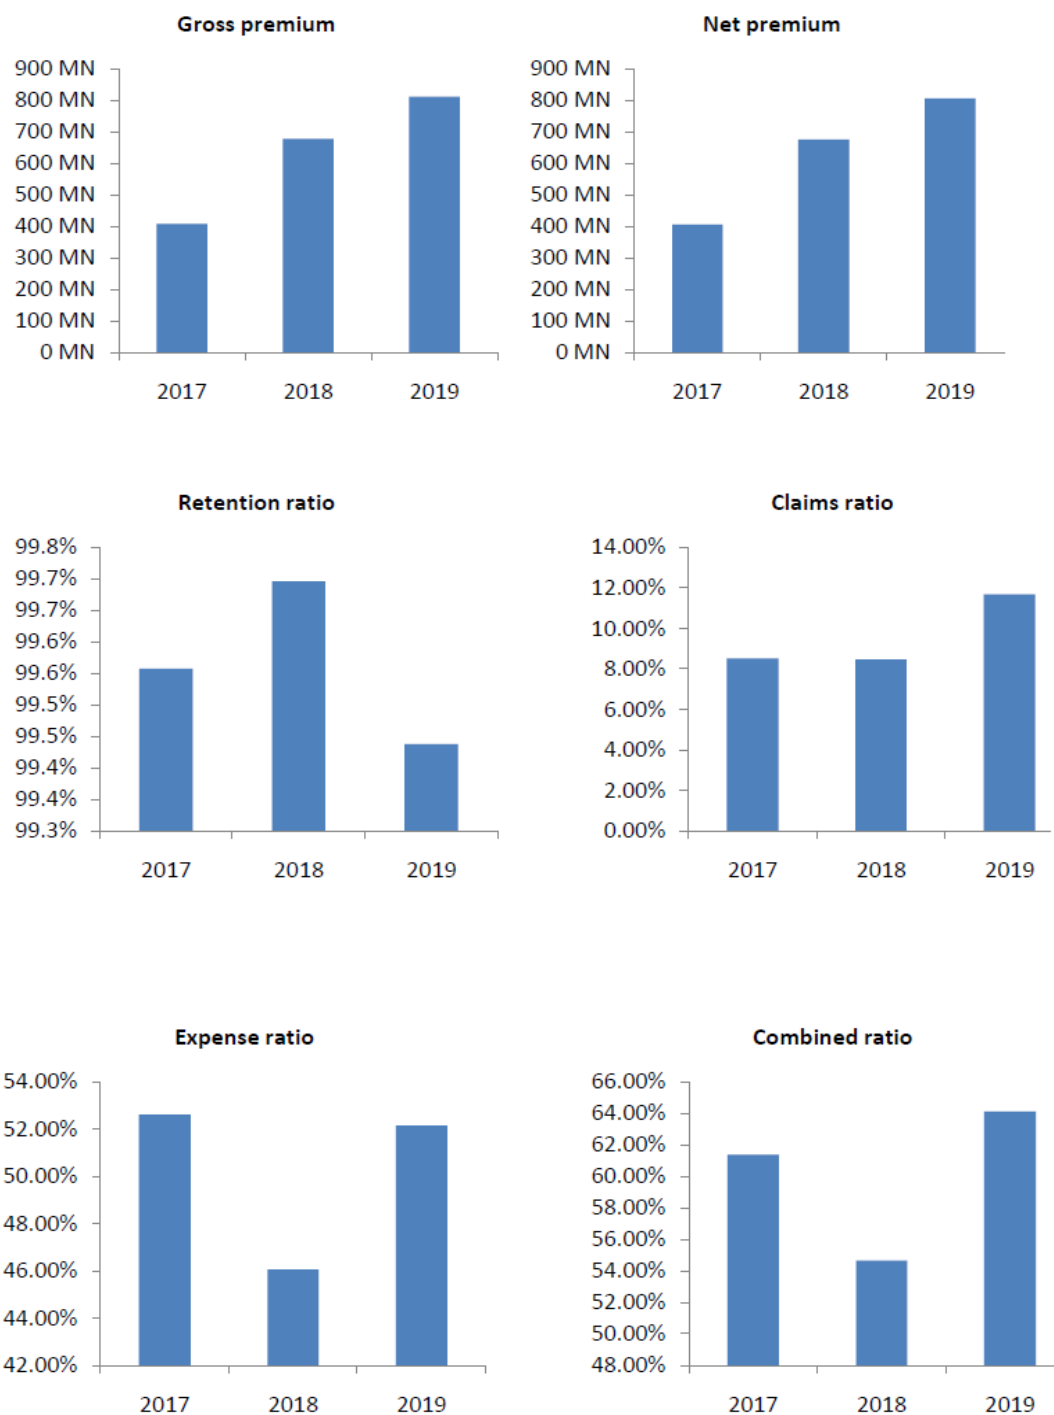 Gross premium
900 MN
800 MN
700 MN
600 MN
500 MN
400 MN
300 MN
200 MN
100 MN
0 MN
2017 2018 2019
Net premium
900 MN
800 MN
700 MN
600 MN
500 MN
400 MN
300 MN
200 MN
100 MN
0 MN
2017 2018 2019
Retention ratio
99.8%
99.7%
99.7%
99.6%
99.6%
99.5%
99.5%
99.4%
99.4%
99.3%
2017 2018 2019
Claims ratio
14.00%
12.00%
10.00%
8.00%
6.00%
4.00%
2.00%
0.00%
2017 2018 2019
Expense ratio
54.00%
52.00%
50.00%
48.00%
46.00%
44.00%
42.00%
2017 2018 2019
Combined ratio
66.00%
64.00%
62.00%
60.00%
58.00%
56.00%
54.00%
52.00%
50.00%
48.00%
2017 2018 2019